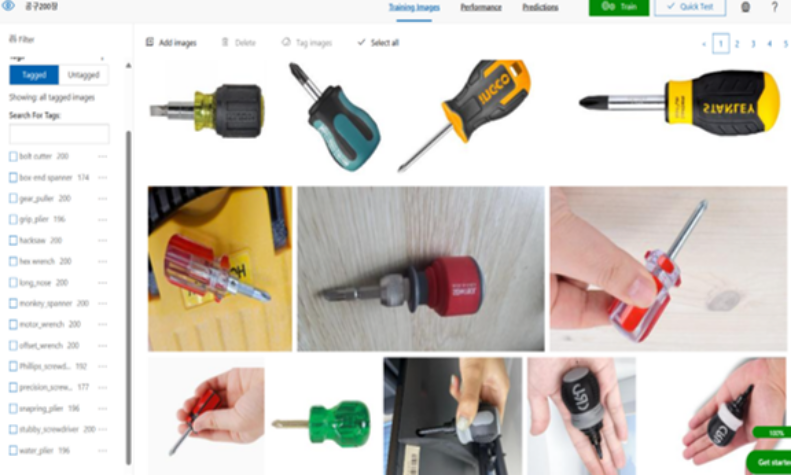 공구200장
Training Images Performance Predictions
Train
Quick Test
?
Filter
Add images Delete Tag images Select all
1 2 3 4 5
Tags
Tagged Untagged
Showing: all tagged images
Search For Tags:
bolt cutter 200 ...
box end spanner 174 ...
gear_puller 200 ...
grip_plier 196 ...
hacksaw 200 ...
hex wrench 200 ...
long_nose 200 ...
monkey_spanner 200 ...
motor_wrench 200 ...
offset_wrench 200 ...
Phillips_screwd... 192 ...
precision_screw... 177 ...
snapring_plier 196 ...
stubby_screwdriver 200 ...
water_plier 196 ...
INGCO
STANLEY
100%
Get starte